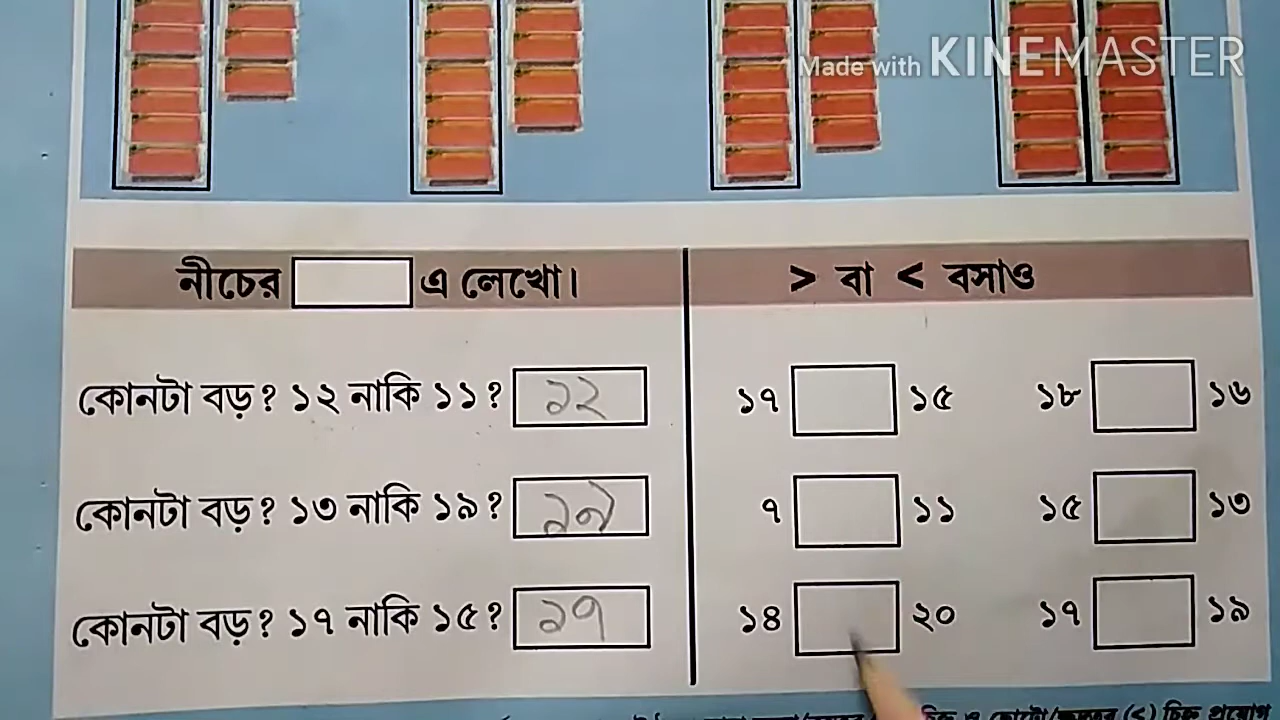 Made with KINEMASTER
নীচের এ লেখো।
> বা < বসাও
কোনটা বড়? ১২ নাকি ১১? ১২
কোনটা বড়? ১৩ নাকি ১৯? ১৯
কোনটা বড়? ১৭ নাকি ১৫? ১৭
১৭ ১৫ ১৮ ১৬
৭ ১১ ১৫ ১৩
১৪ ২০ ১৭ ১৯
(<) চিহ্ন